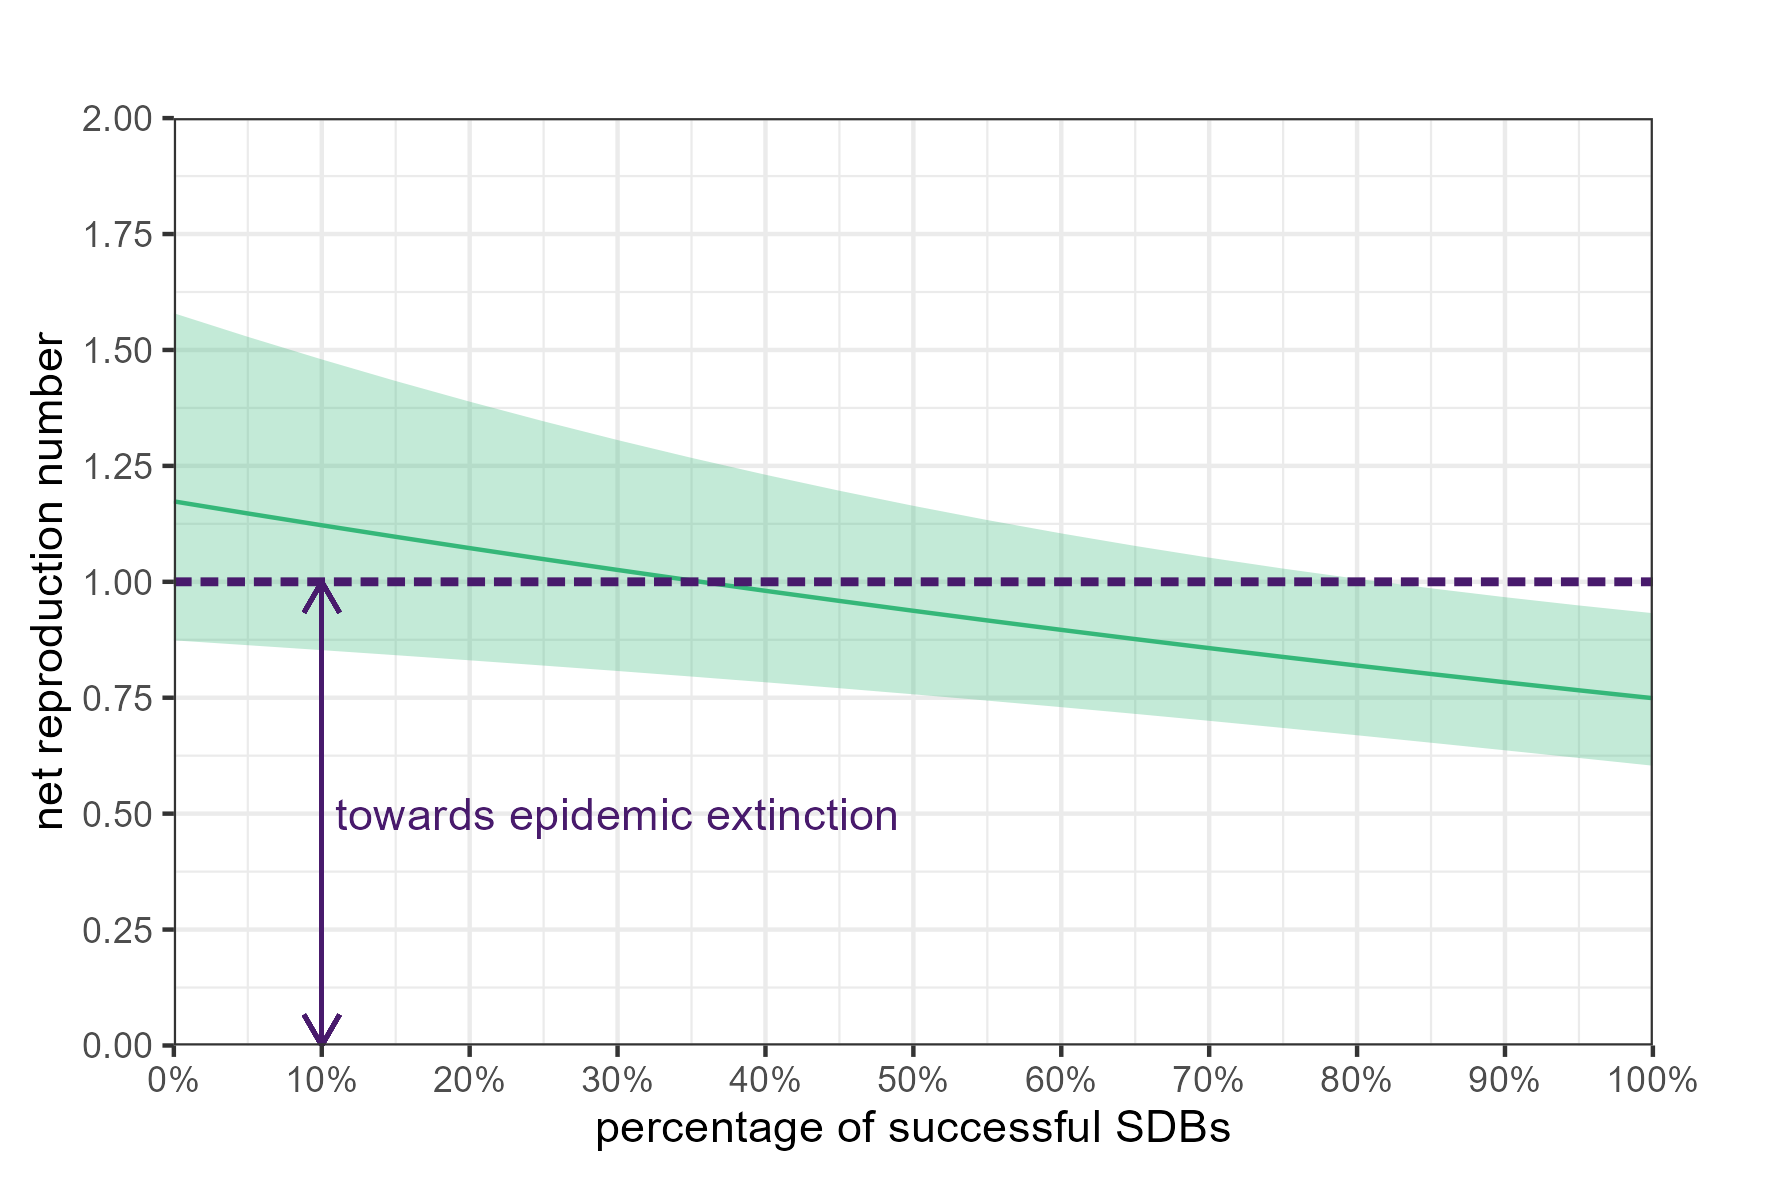 2.00
1.75
1.50
1.25
1.00
0.75
0.50
0.25
0.00
net reproduction number
towards epidemic extinction
0% 10% 20% 30% 40% 50% 60% 70% 80% 90% 100%
percentage of successful SDBs